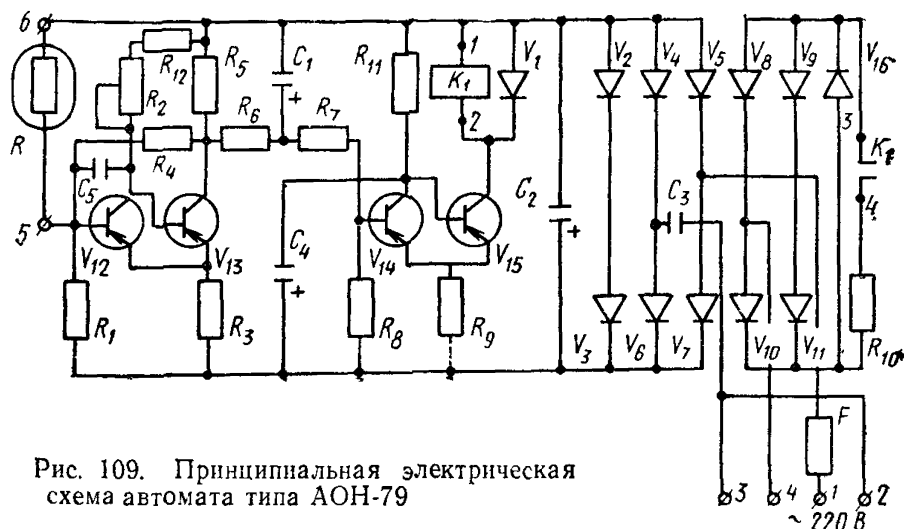 6 R12 R5 C1 R11 1 K1 V1 V2 V4 V5 V8 V9 V16
R2 + 2 3
R R4 R6 R7 C2 C3 K1
C5 C4 + 4
5 V12 V13 + V14 V15
R1 R3 R8 R9 V3 V6 V7 V10 V11 R10
F
Рис. 109. Принципиальная электрическая
схема автомата типа АОН-79
3 4 1 2
~ 220 В